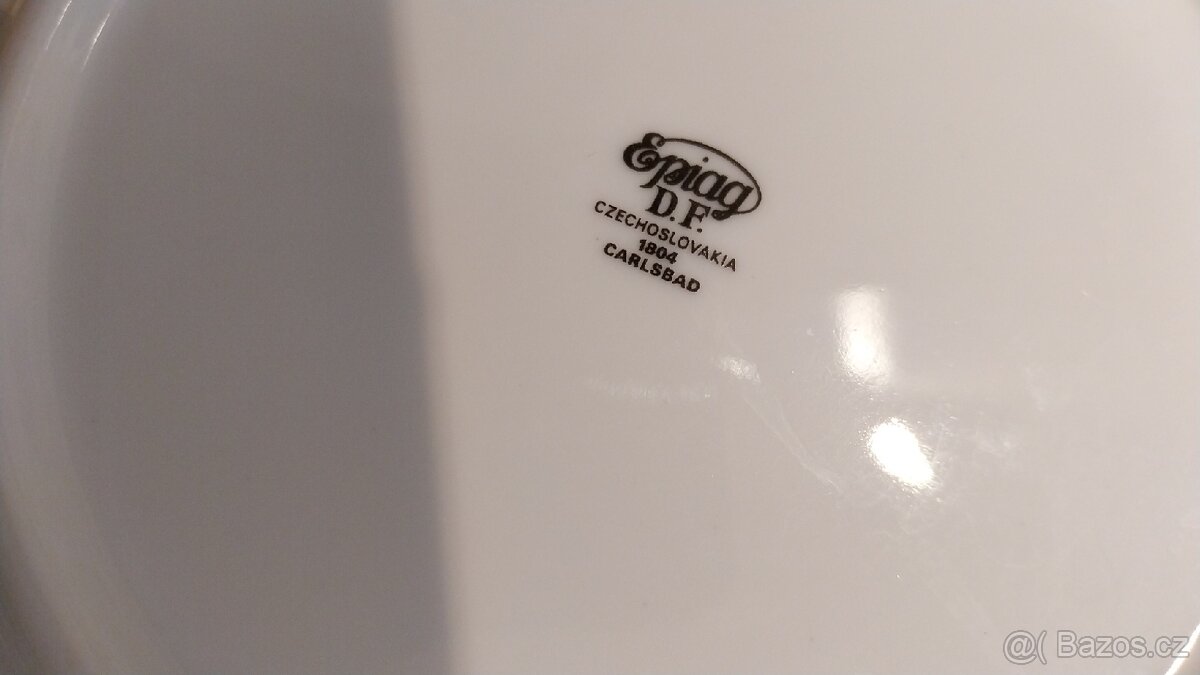 Epiag
D.F.
CZECHOSLOVAKIA
1804
CARLSBAD
@( Bazos.cz